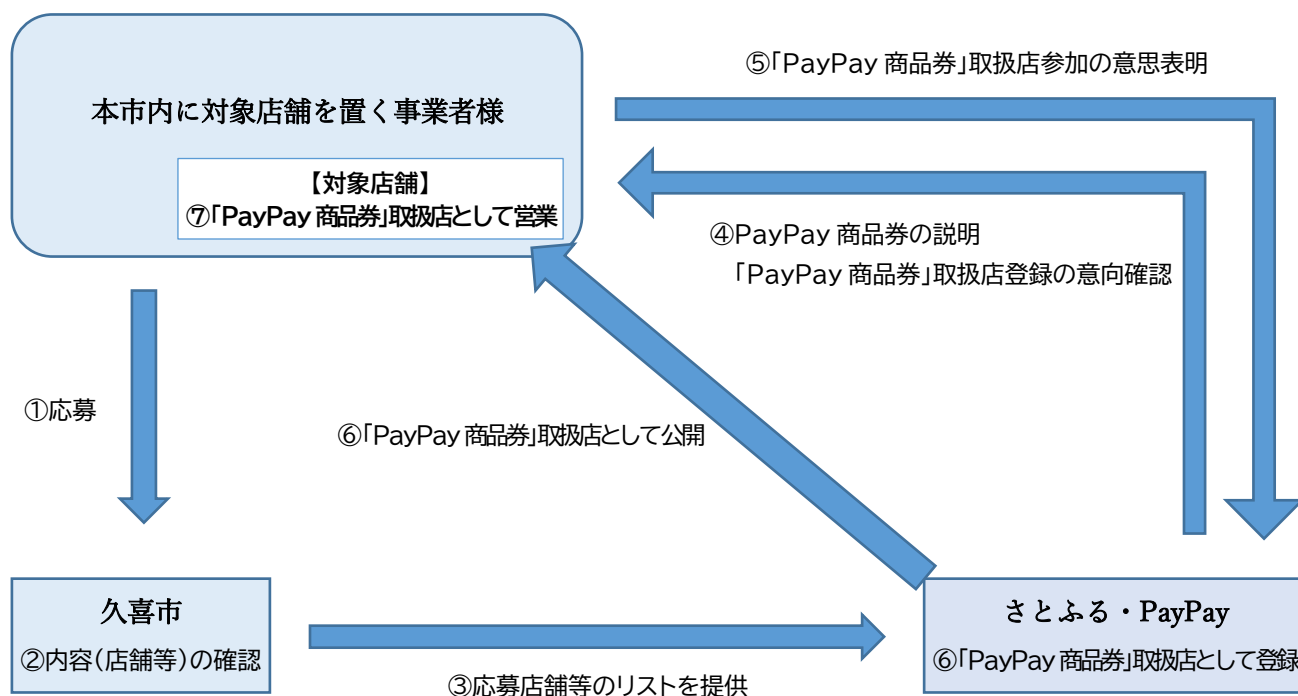 ⑤「PayPay 商品券」取扱店参加の意思表明
本市内に対象店舗を置く事業者様
【対象店舗】
⑦「PayPay 商品券」取扱店として営業
④PayPay 商品券の説明
「PayPay 商品券」取扱店登録の意向確認
①応募
⑥「PayPay 商品券」取扱店として公開
久喜市
②内容(店舗等)の確認
さとふる・PayPay
⑥「PayPay 商品券」取扱店として登録
③応募店舗等のリストを提供